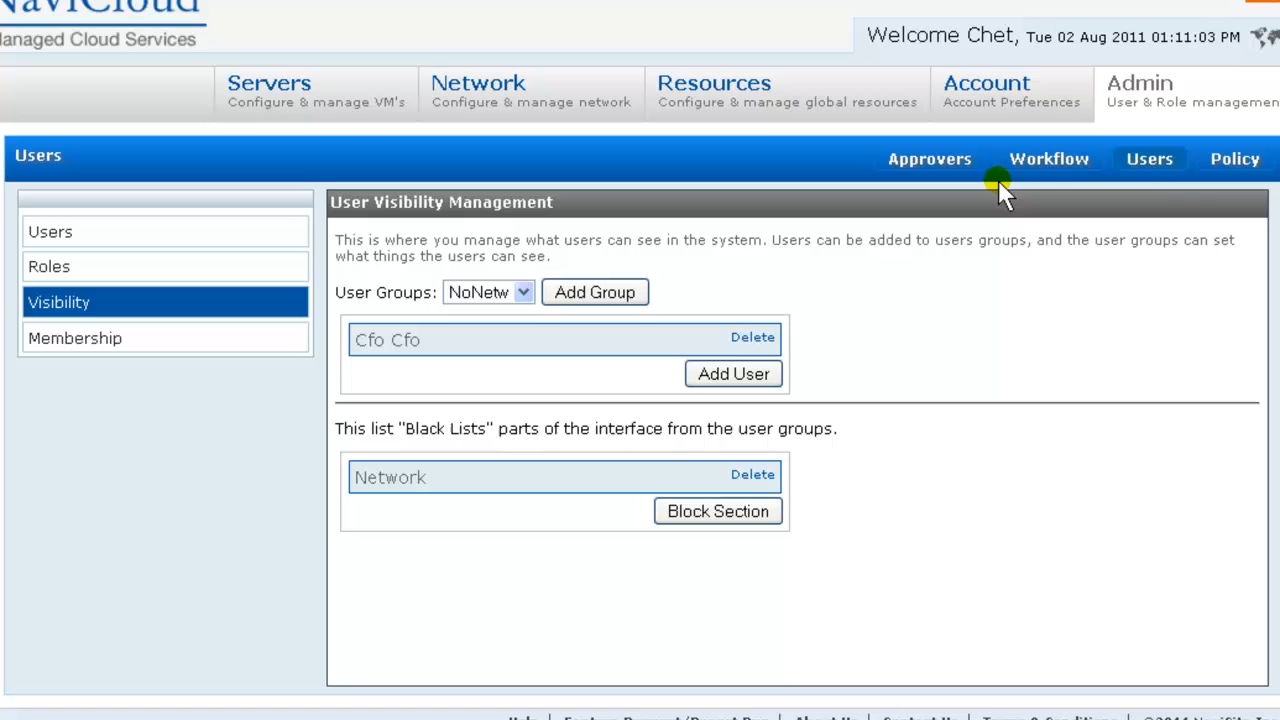 NaviCloud
Managed Cloud Services
Welcome Chet, Tue 02 Aug 2011 01:11:03 PM
Servers
Configure & manage VM's
Network
Configure & manage network
Resources
Configure & manage global resources
Account
Account Preferences
Admin
User & Role management
Users
Approvers
Workflow
Users
Policy
Users
Roles
Visibility
Membership
User Visibility Management
This is where you manage what users can see in the system. Users can be added to users groups, and the user groups can set
what things the users can see.
User Groups: NoNetw Add Group
Cfo Cfo Delete
Add User
This list "Black Lists" parts of the interface from the user groups.
Network Delete
Block Section